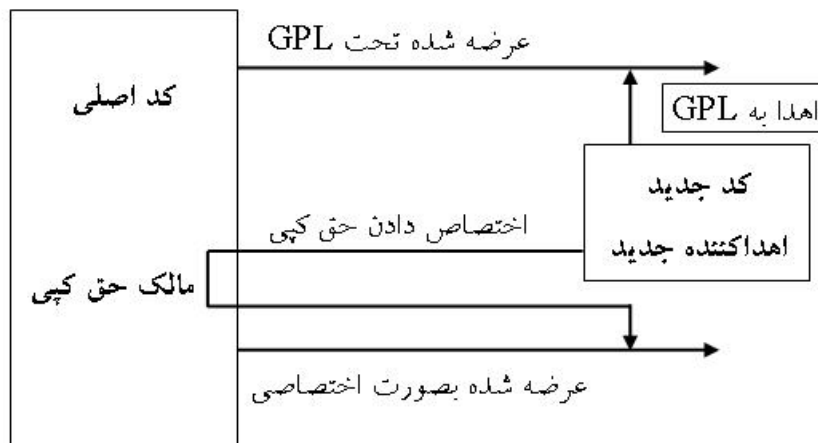 عرضه شده تحت GPL
کد اصلی
اهدا به GPL
کد جدید
اهداکننده جدید
اختصاص دادن حق کپی
مالک حق کپی
عرضه شده بصورت اختصاصی